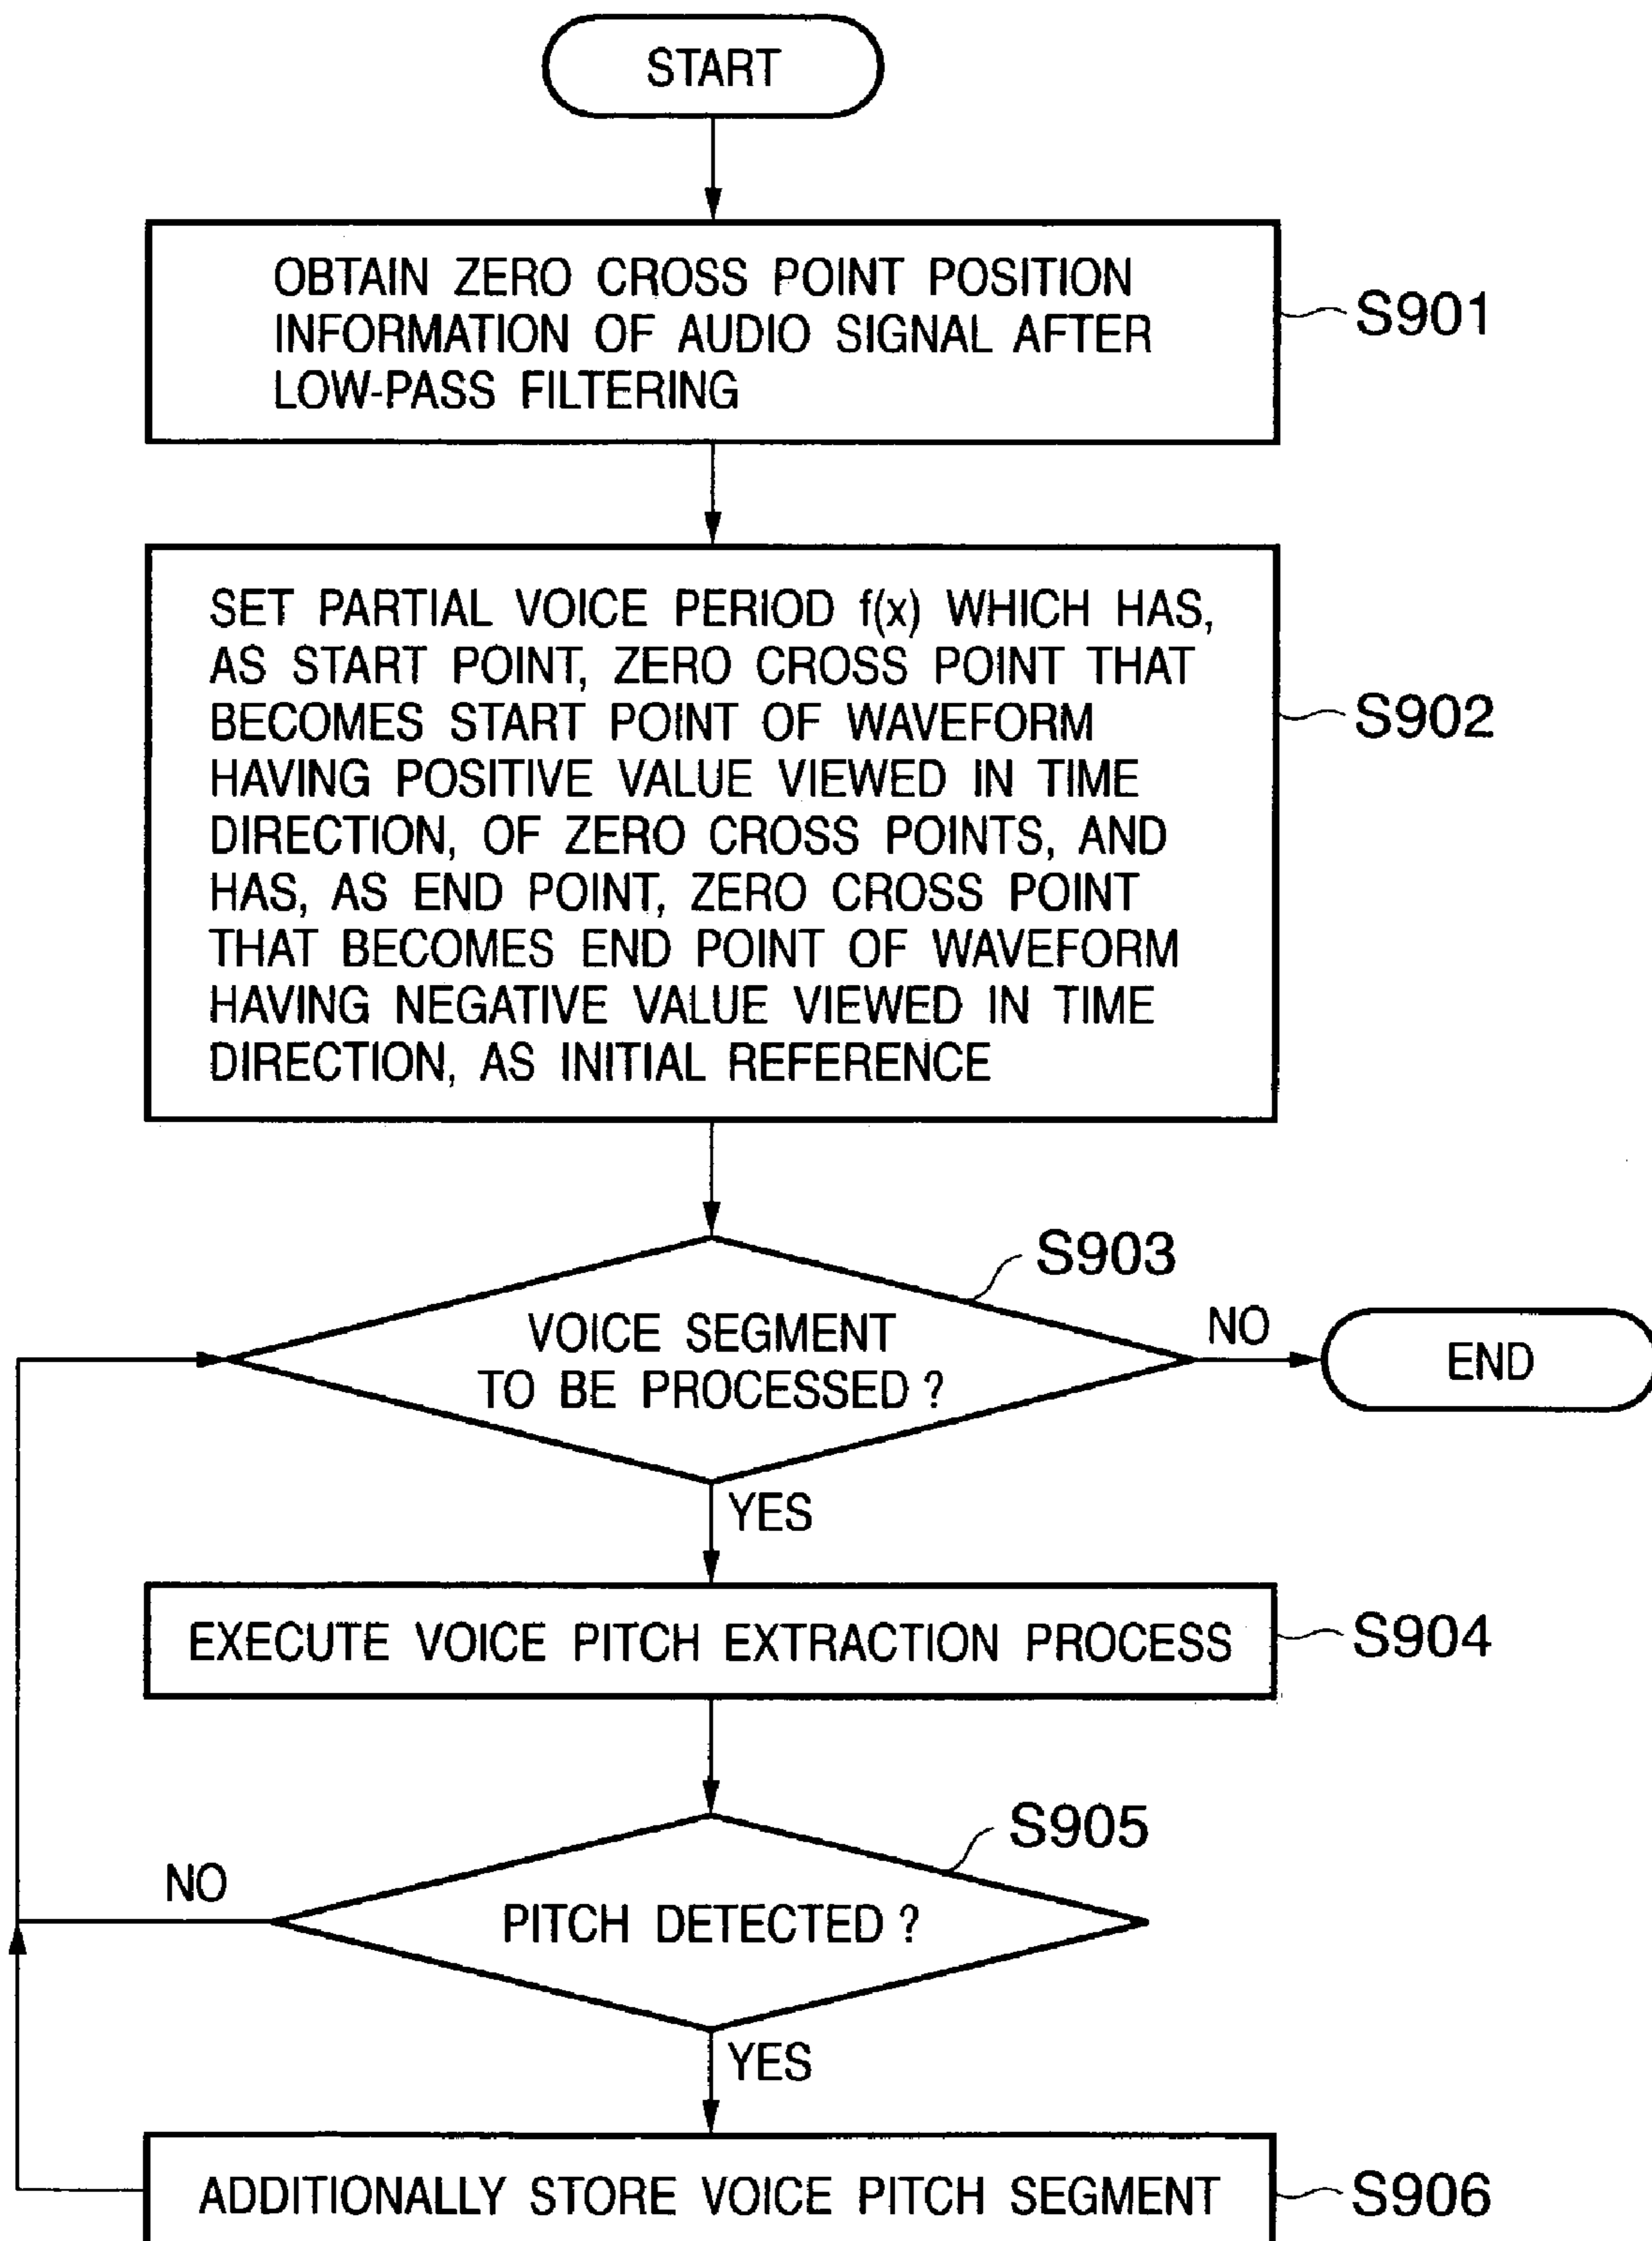 START
OBTAIN ZERO CROSS POINT POSITION
INFORMATION OF AUDIO SIGNAL AFTER
LOW-PASS FILTERING
S901
SET PARTIAL VOICE PERIOD f(x) WHICH HAS,
AS START POINT, ZERO CROSS POINT THAT
BECOMES START POINT OF WAVEFORM
HAVING POSITIVE VALUE VIEWED IN TIME
DIRECTION, OF ZERO CROSS POINTS, AND
HAS, AS END POINT, ZERO CROSS POINT
THAT BECOMES END POINT OF WAVEFORM
HAVING NEGATIVE VALUE VIEWED IN TIME
DIRECTION, AS INITIAL REFERENCE
S902
S903
VOICE SEGMENT
TO BE PROCESSED ?
NO
END
YES
EXECUTE VOICE PITCH EXTRACTION PROCESS
S904
S905
NO
PITCH DETECTED ?
YES
ADDITIONALLY STORE VOICE PITCH SEGMENT
S906